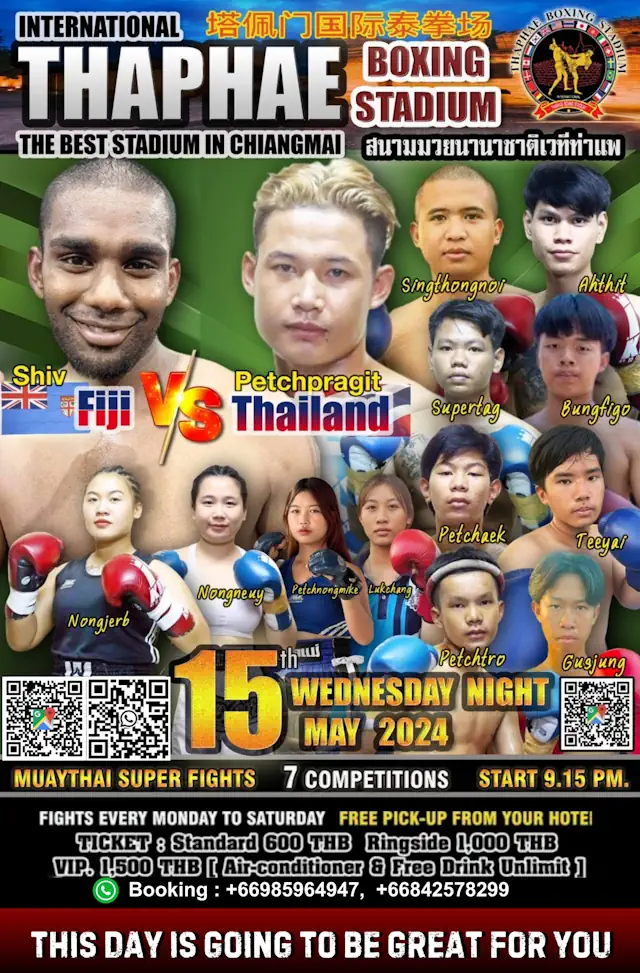 INTERNATIONAL
塔佩门国际泰拳场
THAPHAE
BOXING
STADIUM
THAPHAE BOXING STADIUM
THE BEST STADIUM IN CHIANGMAI
สนามมวยนานาชาติเวทีท่าแพ
Singthongnoi
Ahthit
Shiv
Fiji
Vs
Petchpragit
Thailand
Supertag
Bungfigo
Petchaek
Teeyai
Nongjerb
Nongneuy
Petchnongmike
Lukchang
Petchtro
Gusjung
15th
WEDNESDAY NIGHT
MAY 2024
MUAYTHAI SUPER FIGHTS 7 COMPETITIONS START 9.15 PM.
FIGHTS EVERY MONDAY TO SATURDAY FREE PICK-UP FROM YOUR HOTEl
TICKET : Standard 600 THB Ringside 1,000 THB
VIP. 1,500 THB [ Air-conditioner & Free Drink Unlimit ]
Booking : +66985964947, +66842578299
THIS DAY IS GOING TO BE GREAT FOR YOU